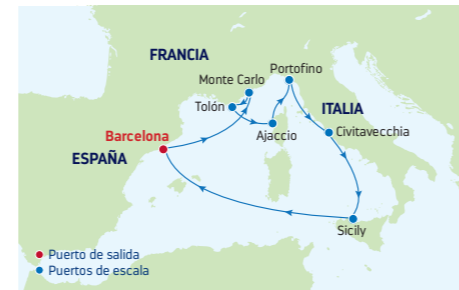 FRANCIA
Portofino
Monte Carlo
Tolón
ITALIA
Civitavecchia
Ajaccio
Barcelona
ESPAÑA
Sicily
Puerto de salida
Puertos de escala